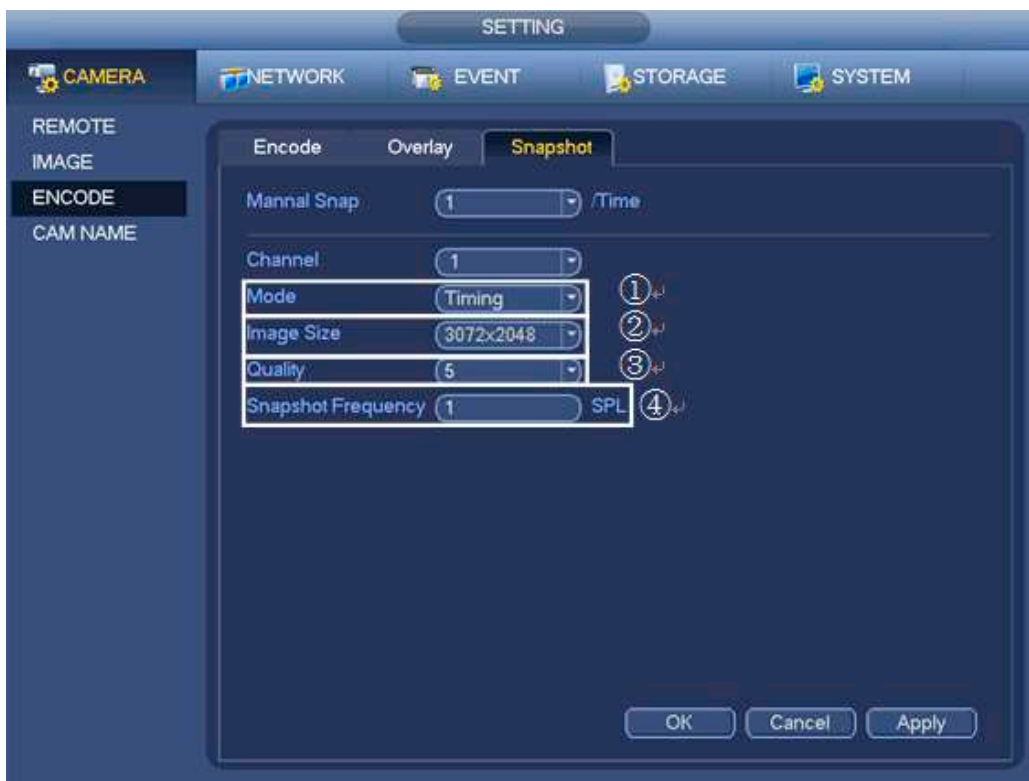 SETTING
CAMERA NETWORK EVENT STORAGE SYSTEM
REMOTE
IMAGE
ENCODE
CAM NAME
Encode Overlay Snapshot
Mannal Snap 1 /Time
Channel 1
Mode Timing ①↵
Image Size 3072x2048 ②↵
Quality 5 ③↵
Snapshot Frequency 1 SPL ④↵
OK Cancel Apply